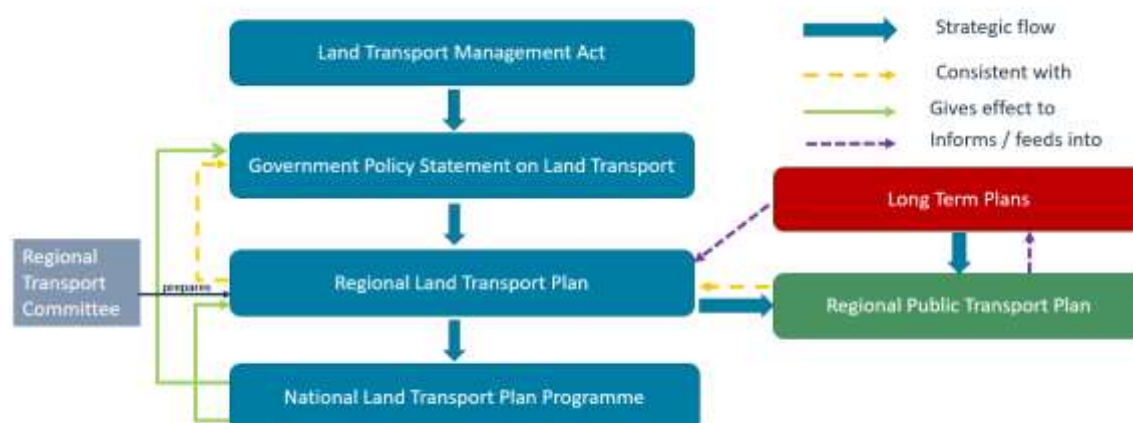 Land Transport Management Act
Strategic flow
Consistent with
Gives effect to
Informs / feeds into
Government Policy Statement on Land Transport
Long Term Plans
Regional
Transport
Committee
prepares
Regional Land Transport Plan
Regional Public Transport Plan
National Land Transport Plan Programme